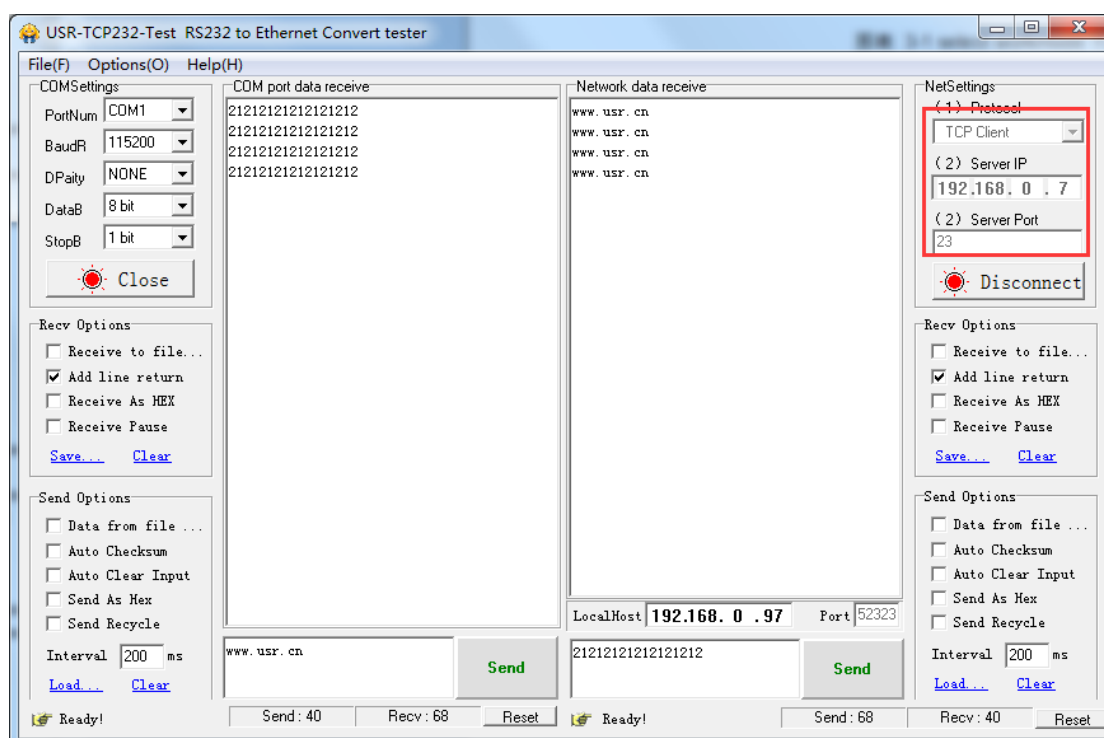 USR-TCP232-Test RS232 to Ethernet Convert tester
File(F) Options(O) Help(H)
COMSettings
PortNum COM1
BaudR 115200
DPaity NONE
DataB 8 bit
StopB 1 bit
Close
Recv Options
Receive to file...
Add line return
Receive As HEX
Receive Pause
Save... Clear
Send Options
Data from file ...
Auto Checksum
Auto Clear Input
Send As Hex
Send Recycle
Interval 200 ms
Load... Clear
Ready!
COM port data receive
21212121212121212
21212121212121212
21212121212121212
21212121212121212
www.usr.cn
Send
Send : 40 Recv : 68 Reset
Network data receive
www.usr.cn
www.usr.cn
www.usr.cn
www.usr.cn
LocalHost 192.168. 0 .97 Port 52323
21212121212121212
Send
Ready! Send : 68 Recv : 40 Reset
NetSettings
(1) Protocol
TCP Client
(2) Server IP
192.168. 0 . 7
(2) Server Port
23
Disconnect
Recv Options
Receive to file...
Add line return
Receive As HEX
Receive Pause
Save... Clear
Send Options
Data from file ...
Auto Checksum
Auto Clear Input
Send As Hex
Send Recycle
Interval 200 ms
Load... Clear